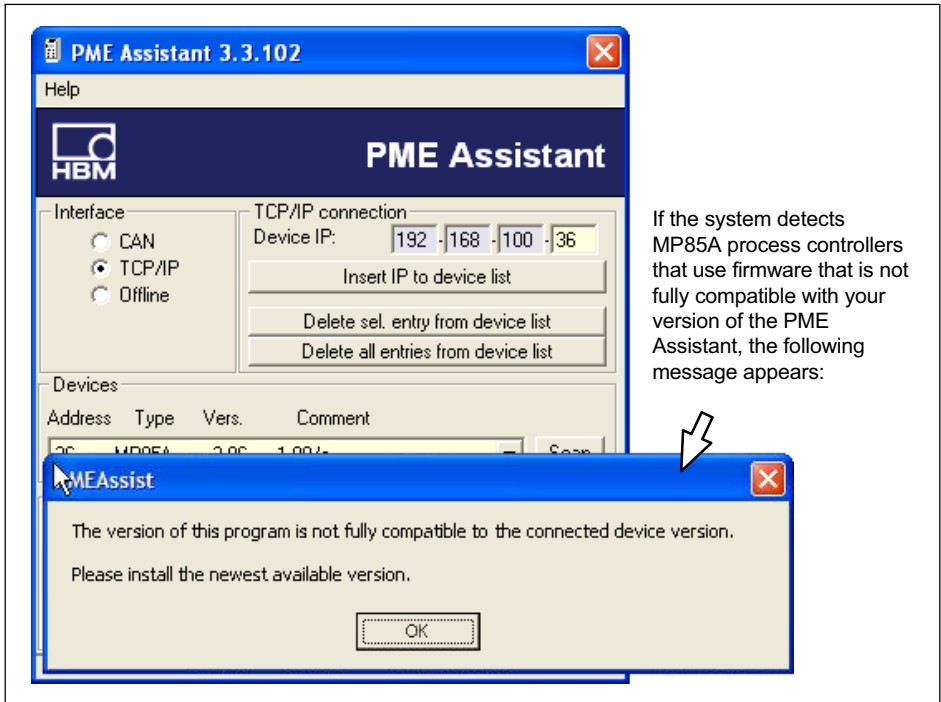 PME Assistant 3.3.102
Help
HBM
PME Assistant
Interface
CAN
TCP/IP
Offline
TCP/IP connection
Device IP: 192 - 168 - 100 - 36
Insert IP to device list
Delete sel. entry from device list
Delete all entries from device list
If the system detects
MP85A process controllers
that use firmware that is not
fully compatible with your
version of the PME
Assistant, the following
message appears:
Devices
Address Type Vers. Comment
36 MP85A Scan
MEAssist
The version of this program is not fully compatible to the connected device version.
Please install the newest available version.
OK